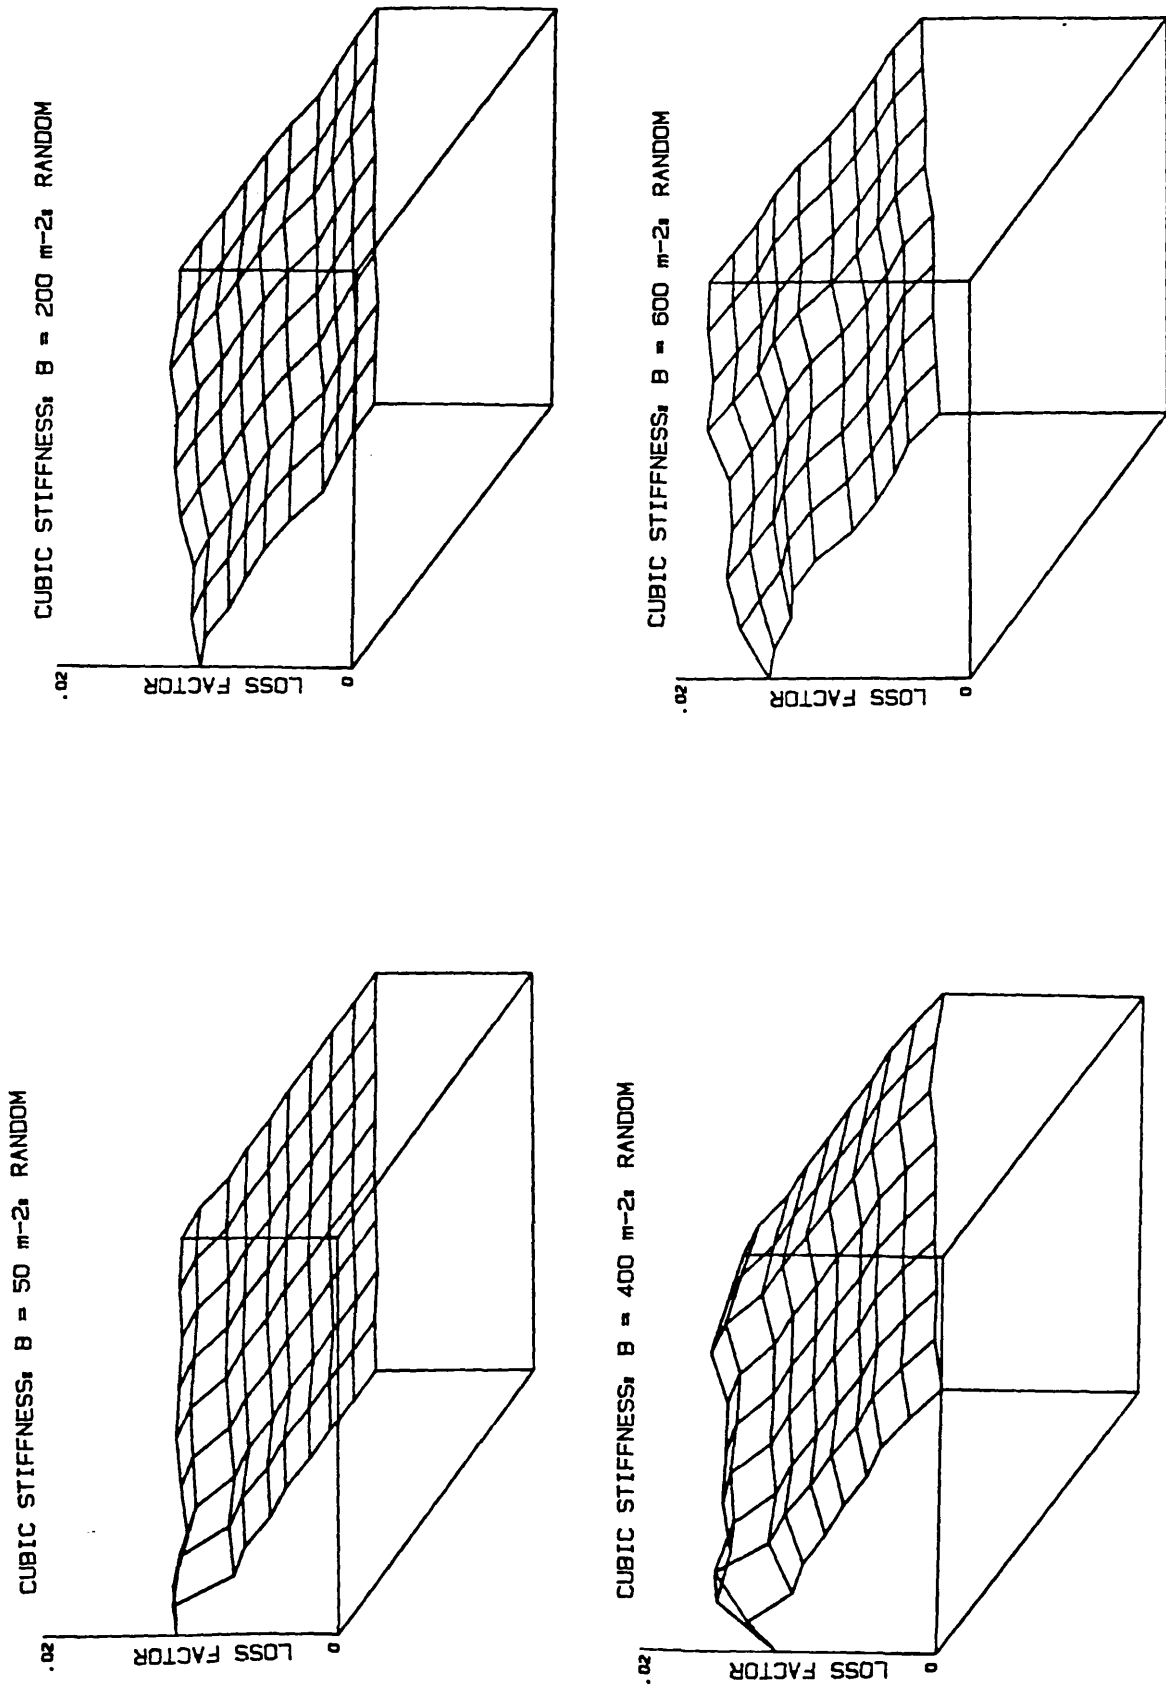 CUBIC STIFFNESS: B = 50 m-2: RANDOM
.02
LOSS FACTOR
0
CUBIC STIFFNESS: B = 200 m-2: RANDOM
.02
LOSS FACTOR
0
CUBIC STIFFNESS: B = 400 m-2: RANDOM
.02
LOSS FACTOR
0
CUBIC STIFFNESS: B = 600 m-2: RANDOM
.02
LOSS FACTOR
0